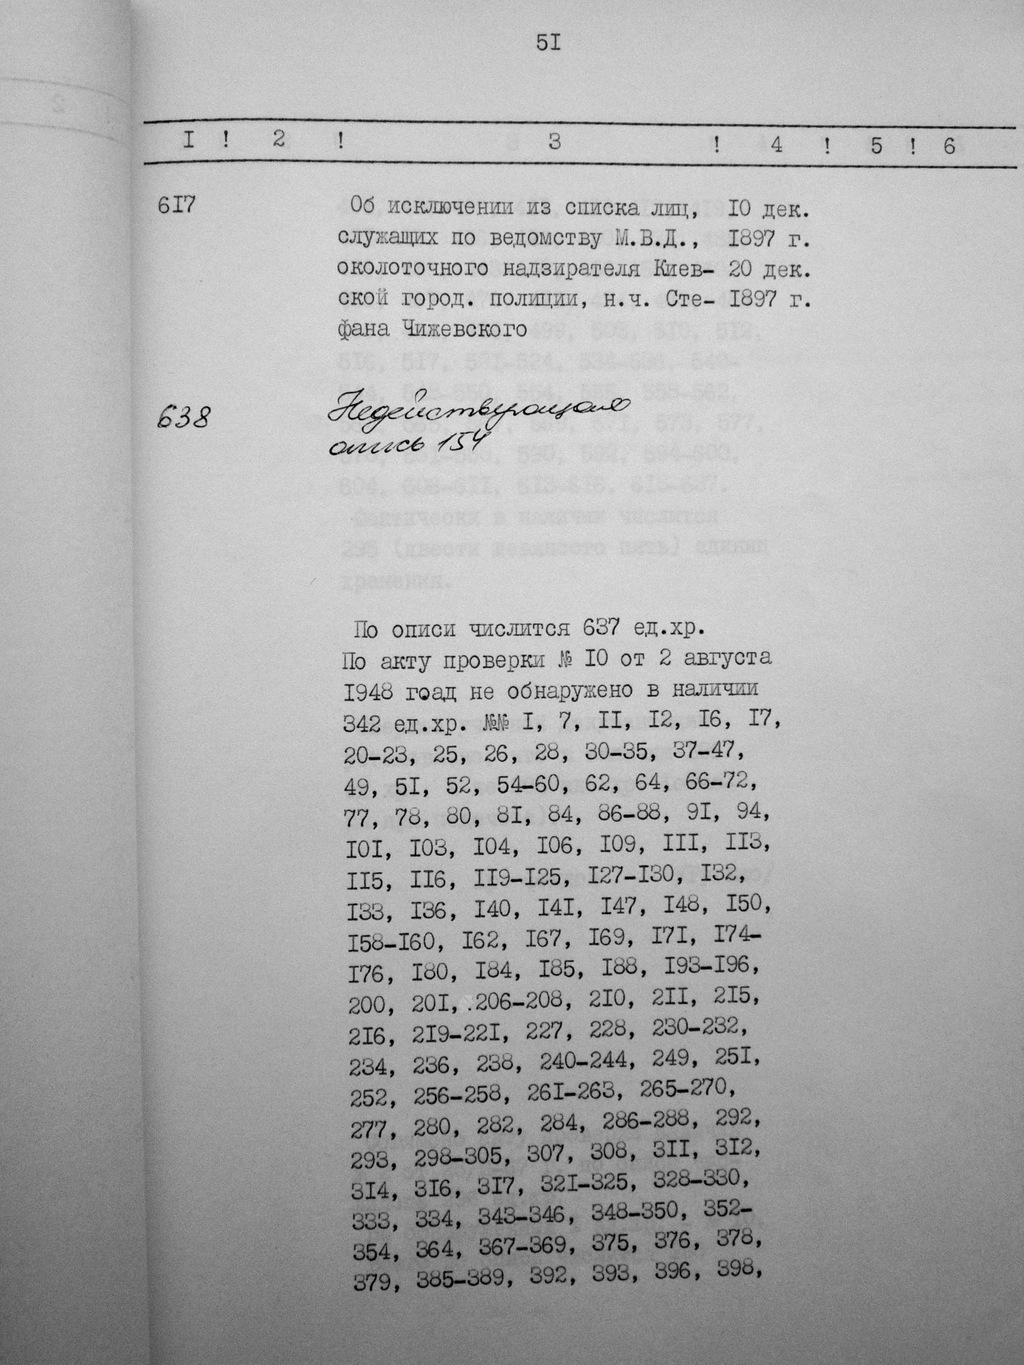 5I
I ! 2 ! 3 ! 4 ! 5 ! 6
6I7 Об исключении из списка лиц, I0 дек.
служащих по ведомству М.В.Д., I897 г.
околоточного надзирателя Киев- 20 дек.
ской город. полиции, н.ч. Сте- I897 г.
фана Чижевского
638 Недействующая
опись 154
По описи числится 637 ед.хр.
По акту проверки № I0 от 2 августа
I948 гоад не обнаружено в наличии
342 ед.хр. №№ I, 7, II, I2, I6, I7,
20-23, 25, 26, 28, 30-35, 37-47,
49, 5I, 52, 54-60, 62, 64, 66-72,
77, 78, 80, 8I, 84, 86-88, 9I, 94,
I0I, I03, I04, I06, I09, III, II3,
II5, II6, II9-I25, I27-I30, I32,
I33, I36, I40, I4I, I47, I48, I50,
I58-I60, I62, I67, I69, I7I, I74-
I76, I80, I84, I85, I88, I93-I96,
200, 20I, .206-208, 2I0, 2II, 2I5,
2I6, 2I9-22I, 227, 228, 230-232,
234, 236, 238, 240-244, 249, 25I,
252, 256-258, 26I-263, 265-270,
277, 280, 282, 284, 286-288, 292,
293, 298-305, 307, 308, 3II, 3I2,
3I4, 3I6, 3I7, 32I-325, 328-330,
333, 334, 343-346, 348-350, 352-
354, 364, 367-369, 375, 376, 378,
379, 385-389, 392, 393, 396, 398,